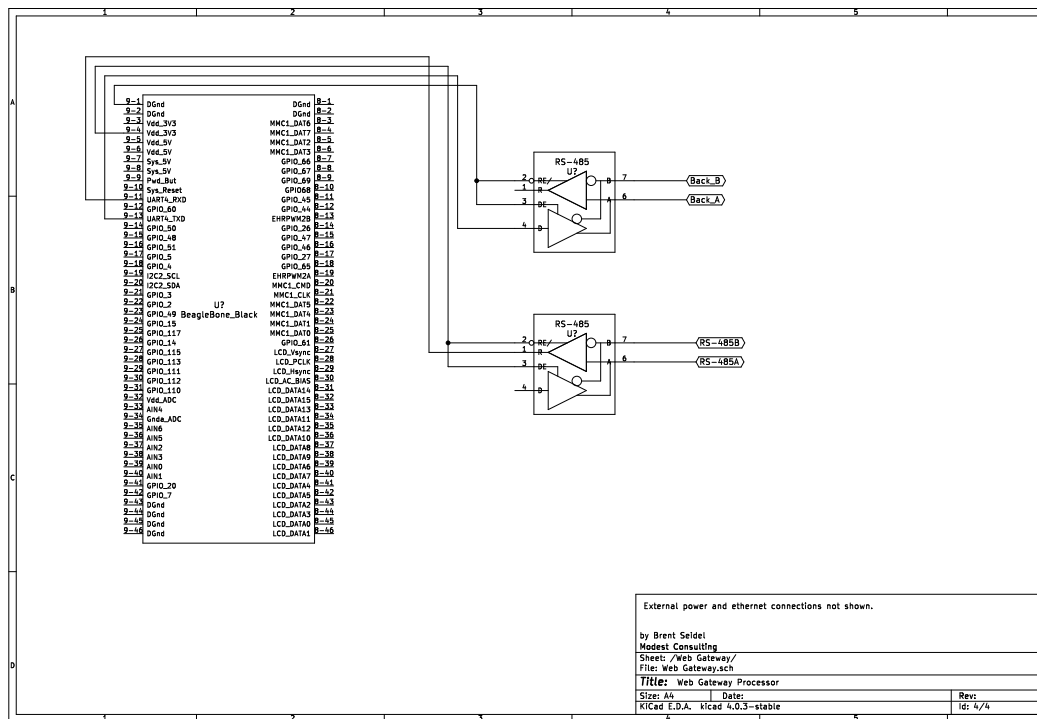 1 2 3 4 5
A
B
C
D
9-1 DGnd DGnd 8-1
9-2 DGnd DGnd 8-2
9-3 Vdd_3V3 MMC1_DAT6 8-3
9-4 Vdd_3V3 MMC1_DAT7 8-4
9-5 Vdd_5V MMC1_DAT2 8-5
9-6 Vdd_5V MMC1_DAT3 8-6
9-7 Sys_5V GPIO_66 8-7
9-8 Sys_5V GPIO_67 8-8
9-9 Pwd_But GPIO_69 8-9
9-10 Sys_Reset GPIO68 8-10
9-11 UART4_RXD GPIO_45 8-11
9-12 GPIO_60 GPIO_44 8-12
9-13 UART4_TXD EHRPWM2B 8-13
9-14 GPIO_50 GPIO_26 8-14
9-15 GPIO_48 GPIO_47 8-15
9-16 GPIO_51 GPIO_46 8-16
9-17 GPIO_5 GPIO_27 8-17
9-18 GPIO_4 GPIO_65 8-18
9-19 I2C2_SCL EHRPWM2A 8-19
9-20 I2C2_SDA MMC1_CMD 8-20
9-21 GPIO_3 MMC1_CLK 8-21
9-22 GPIO_2 MMC1_DAT5 8-22
9-23 GPIO_49 MMC1_DAT4 8-23
9-24 GPIO_15 MMC1_DAT1 8-24
9-25 GPIO_117 MMC1_DAT0 8-25
9-26 GPIO_14 GPIO_61 8-26
9-27 GPIO_115 LCD_Vsync 8-27
9-28 GPIO_113 LCD_PCLK 8-28
9-29 GPIO_111 LCD_Hsync 8-29
9-30 GPIO_112 LCD_AC_BIAS 8-30
9-31 GPIO_110 LCD_DATA14 8-31
9-32 Vdd_ADC LCD_DATA15 8-32
9-33 AIN4 LCD_DATA13 8-33
9-34 Gnda_ADC LCD_DATA11 8-34
9-35 AIN6 LCD_DATA12 8-35
9-36 AIN5 LCD_DATA10 8-36
9-37 AIN2 LCD_DATA8 8-37
9-38 AIN3 LCD_DATA9 8-38
9-39 AIN0 LCD_DATA6 8-39
9-40 AIN1 LCD_DATA7 8-40
9-41 GPIO_20 LCD_DATA4 8-41
9-42 GPIO_7 LCD_DATA5 8-42
9-43 DGnd LCD_DATA2 8-43
9-44 DGnd LCD_DATA3 8-44
9-45 DGnd LCD_DATA0 8-45
9-46 DGnd LCD_DATA1 8-46
U?
BeagleBone_Black
RS-485
U?
2 RE/ B 7 Back_B
1 R
3 DE A 6 Back_A
4 D
RS-485
U?
2 RE/ B 7 RS-485B
1 R
3 DE A 6 RS-485A
4 D
External power and ethernet connections not shown.
by Brent Seidel
Modest Consulting
Sheet: /Web Gateway/
File: Web Gateway.sch
Title: Web Gateway Processor
Size: A4 Date: Rev:
KiCad E.D.A. kicad 4.0.3-stable Id: 4/4
1 2 3 4 5